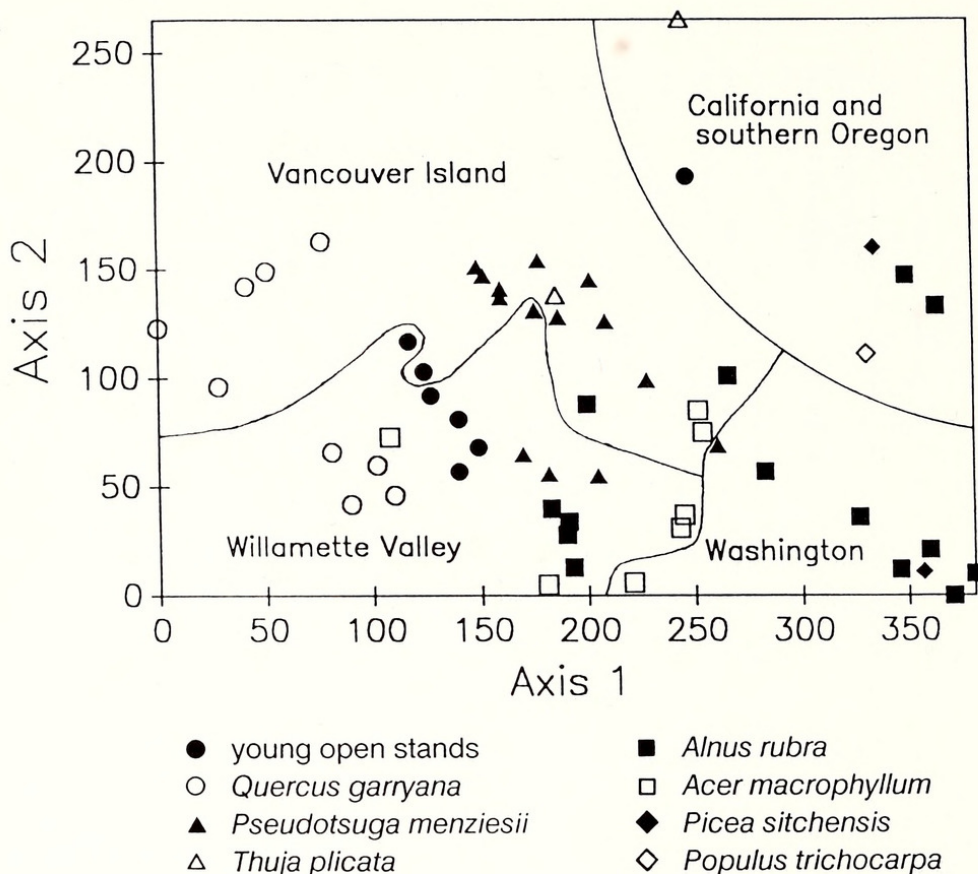 250
200
150
100
50
0
Axis 2
California and
southern Oregon
Vancouver Island
Willamette Valley
Washington
0 50 100 150 200 250 300 350
Axis 1
young open stands
Quercus garryana
Pseudotsuga menziesii
Thuja plicata
Alnus rubra
Acer macrophyllum
Picea sitchensis
Populus trichocarpa